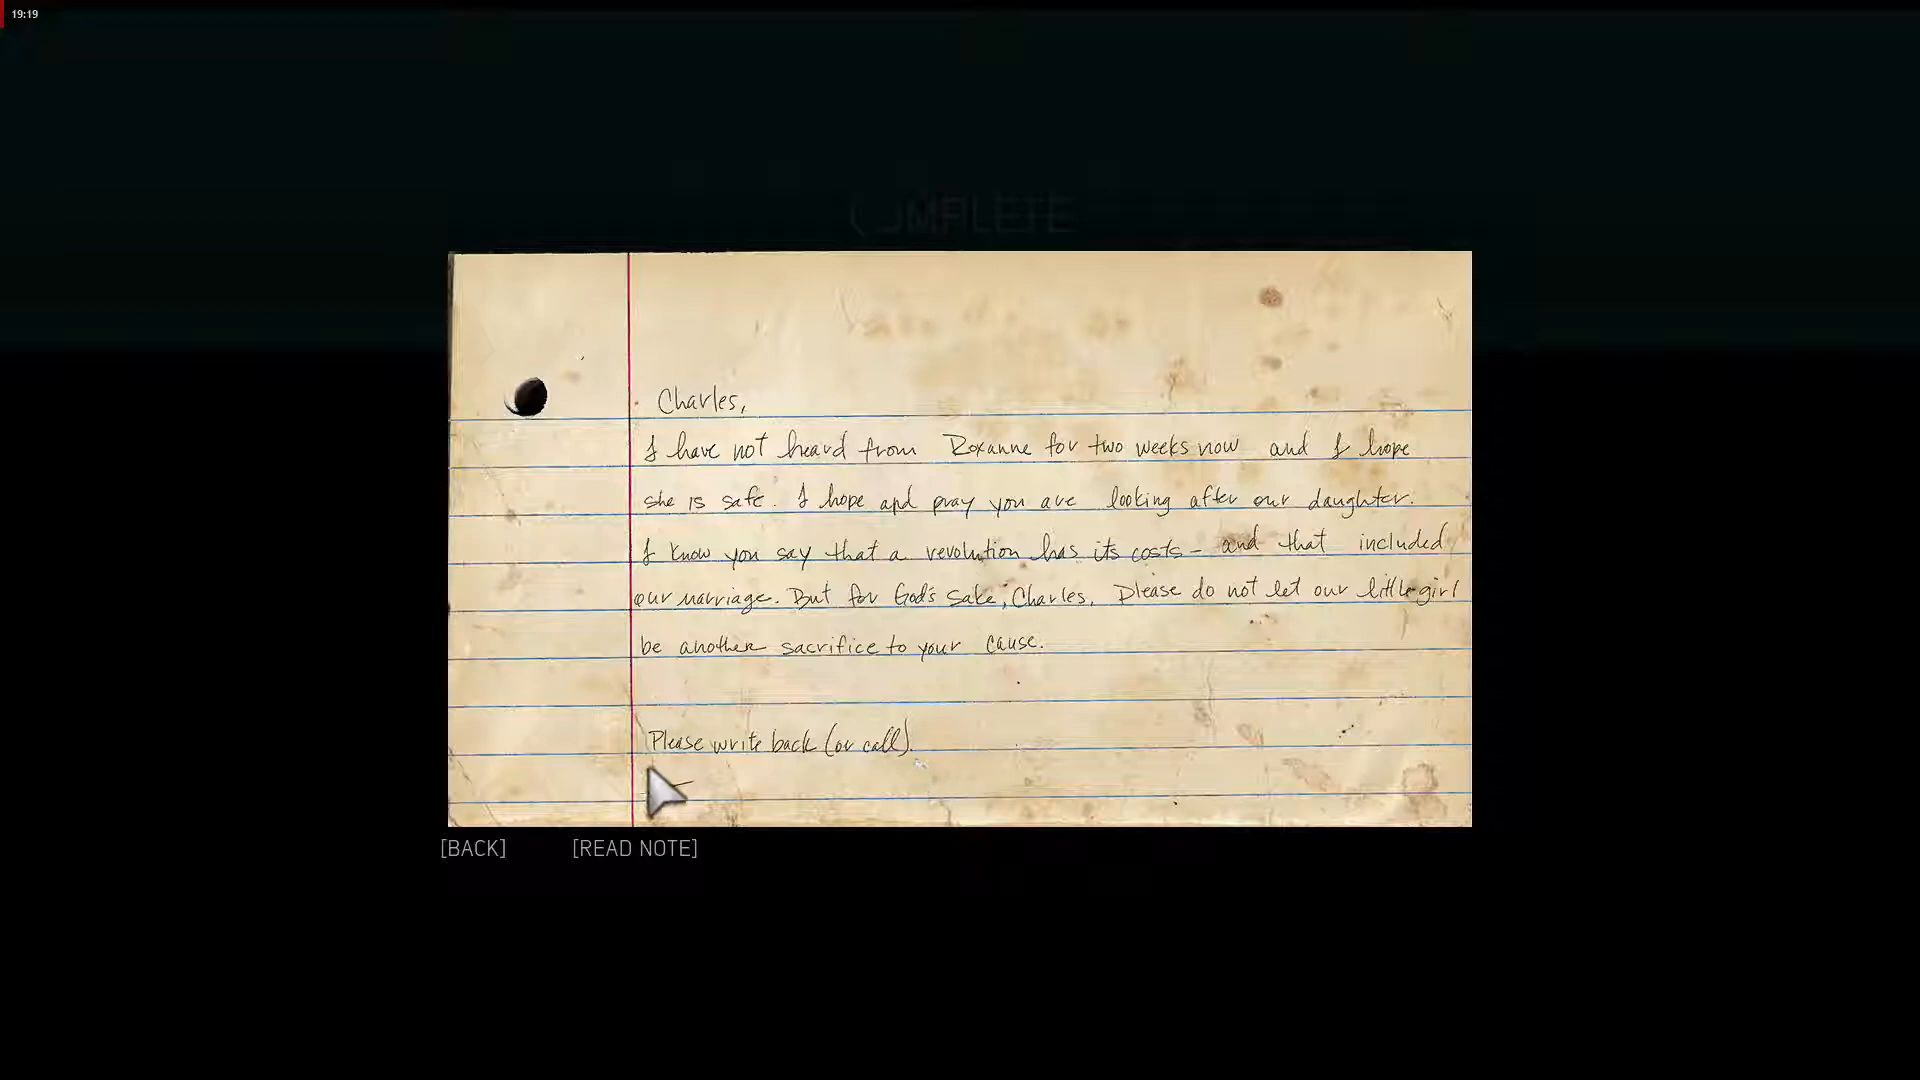 19:19
COMPLETE
Charles,
I have not heard from Roxanne for two weeks now and I hope
she is safe. I hope and pray you are looking after our daughter.
I know you say that a revolution has its costs - and that included
our marriage. But for God's sake, Charles, Please do not let our little girl
be another sacrifice to your cause.
Please write back (or call).
[BACK] [READ NOTE]